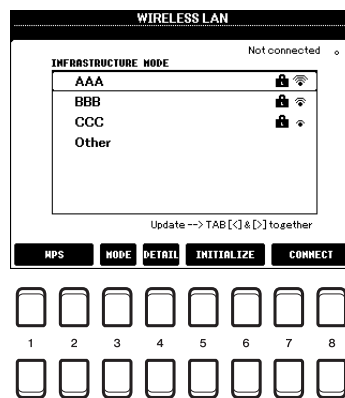 WIRELESS LAN
Not connected
INFRASTRUCTURE MODE
AAA
BBB
CCC
Other
Update --> TAB [<] & [>] together
WPS MODE DETAIL INITIALIZE CONNECT
1 2 3 4 5 6 7 8